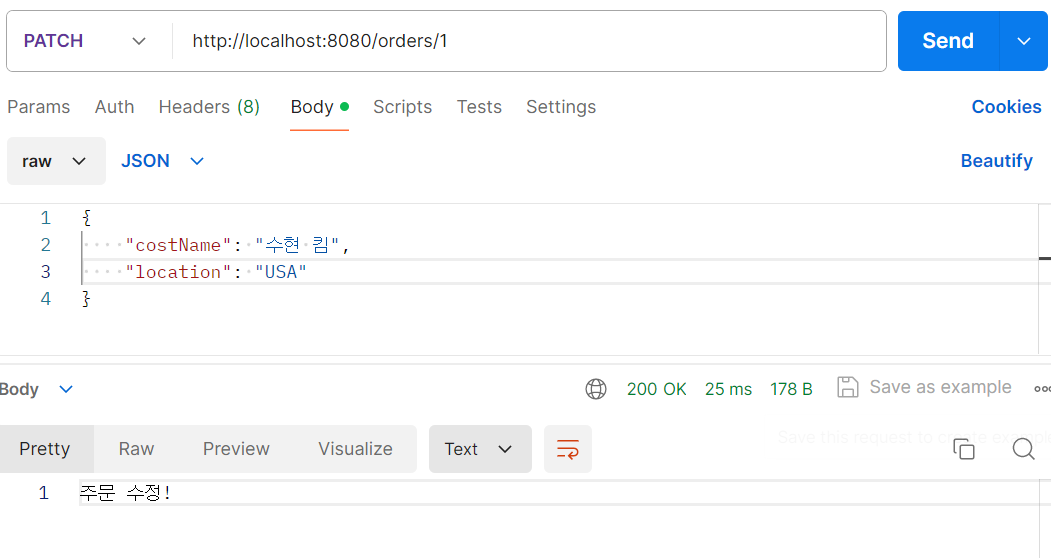 PATCH http://localhost:8080/orders/1 Send
Params Auth Headers (8) Body Scripts Tests Settings Cookies
raw JSON Beautify
1 {
2 "costName": "수현 킴",
3 "location": "USA"
4 }
Body 200 OK 25 ms 178 B Save as example
Save this request to create example
Pretty Raw Preview Visualize Text
1 주문 수정!